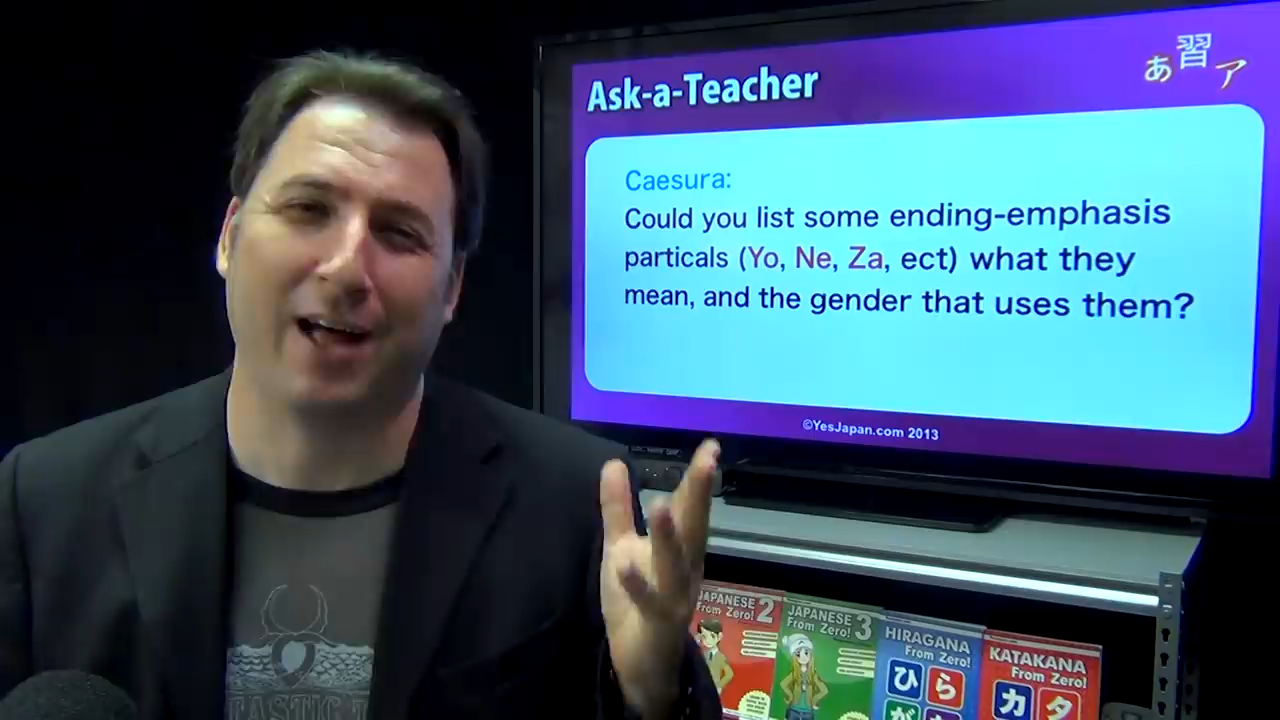 あ習ア
Ask-a-Teacher
Caesura:
Could you list some ending-emphasis
particals (Yo, Ne, Za, ect) what they
mean, and the gender that uses them?
©YesJapan.com 2013
JAPANESE 2
From Zero!
JAPANESE 3
From Zero!
HIRAGANA
From Zero!
ひら
KATAKANA
From Zero!
カタ